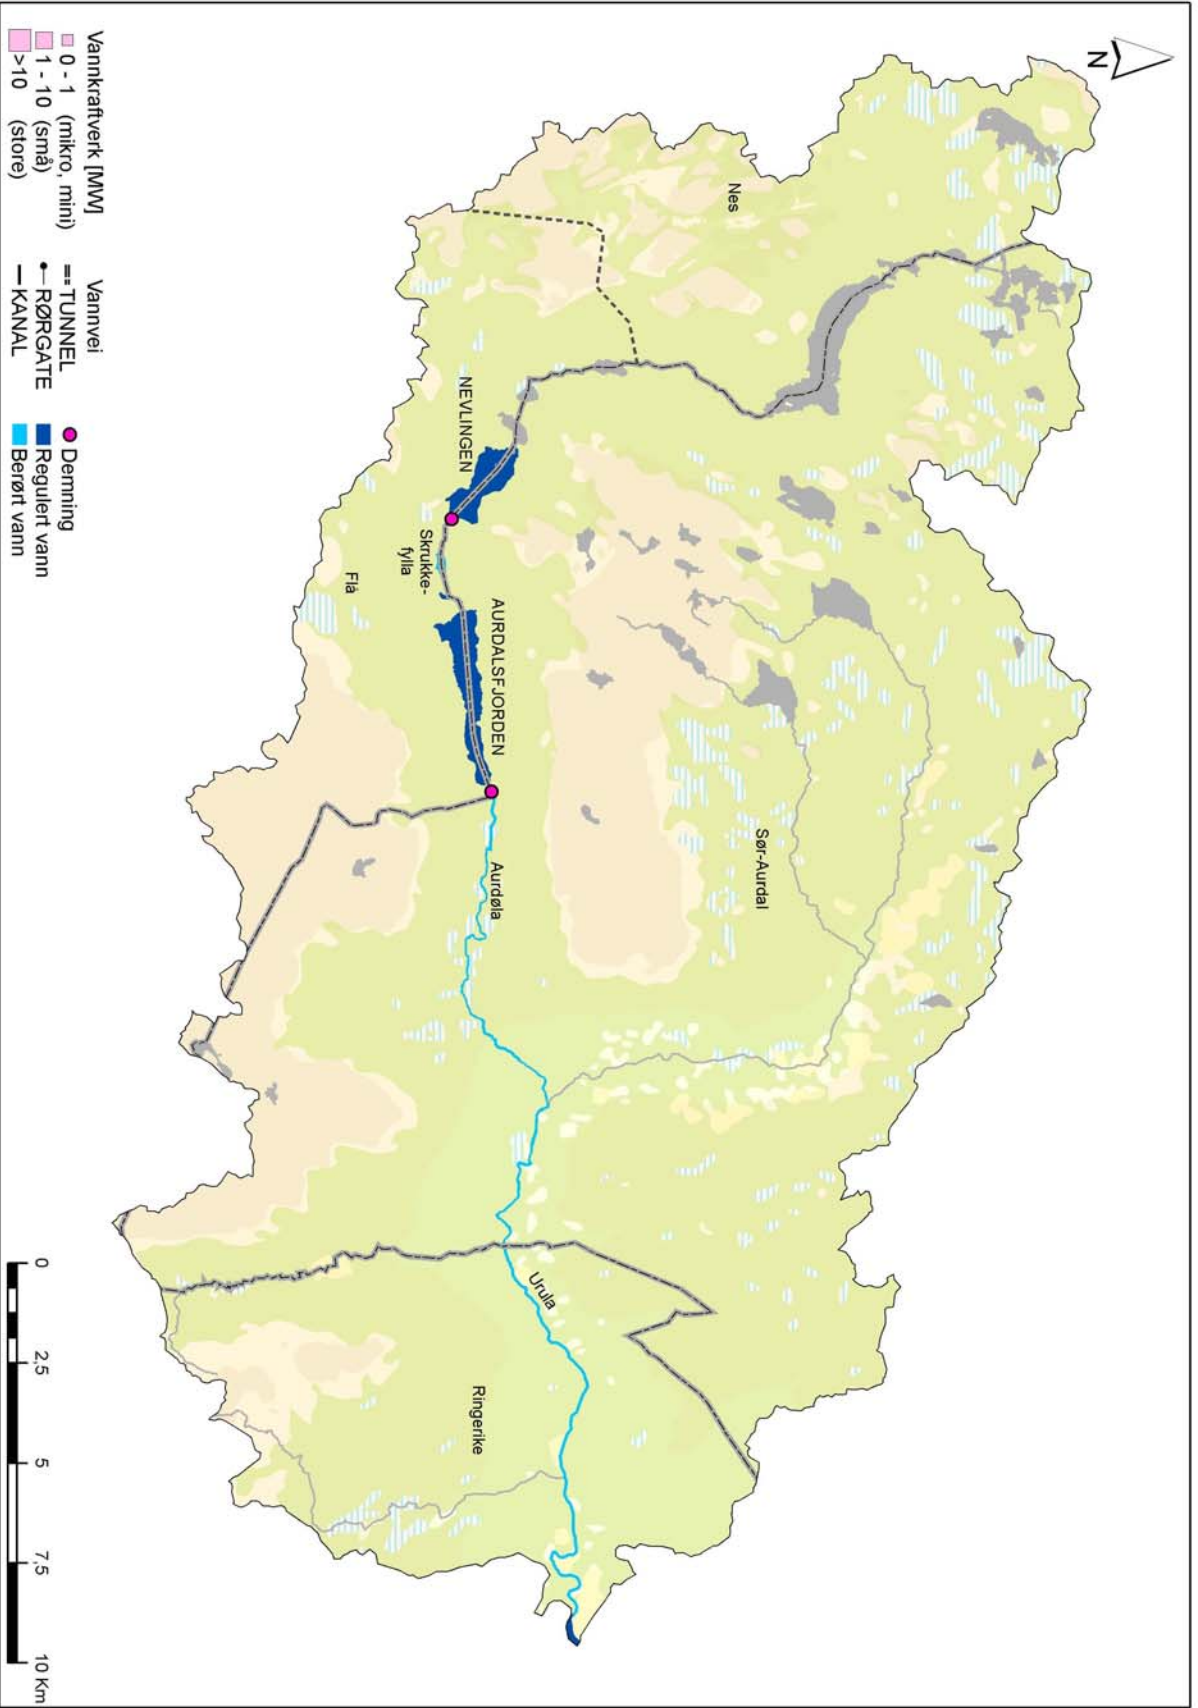 N
Nes
NEVLINGEN
Skrukke-
fylla
Flå
AURDALSFJORDEN
Sør-Aurdal
Aurdøla
Urula
Ringerike
Vannkraftverk [MW]
0 - 1 (mikro, mini)
1 - 10 (små)
>10 (store)
Vannvei
TUNNEL
RØRGATE
KANAL
Demning
Regulert vann
Berørt vann
0 2,5 5 7,5 10 Km